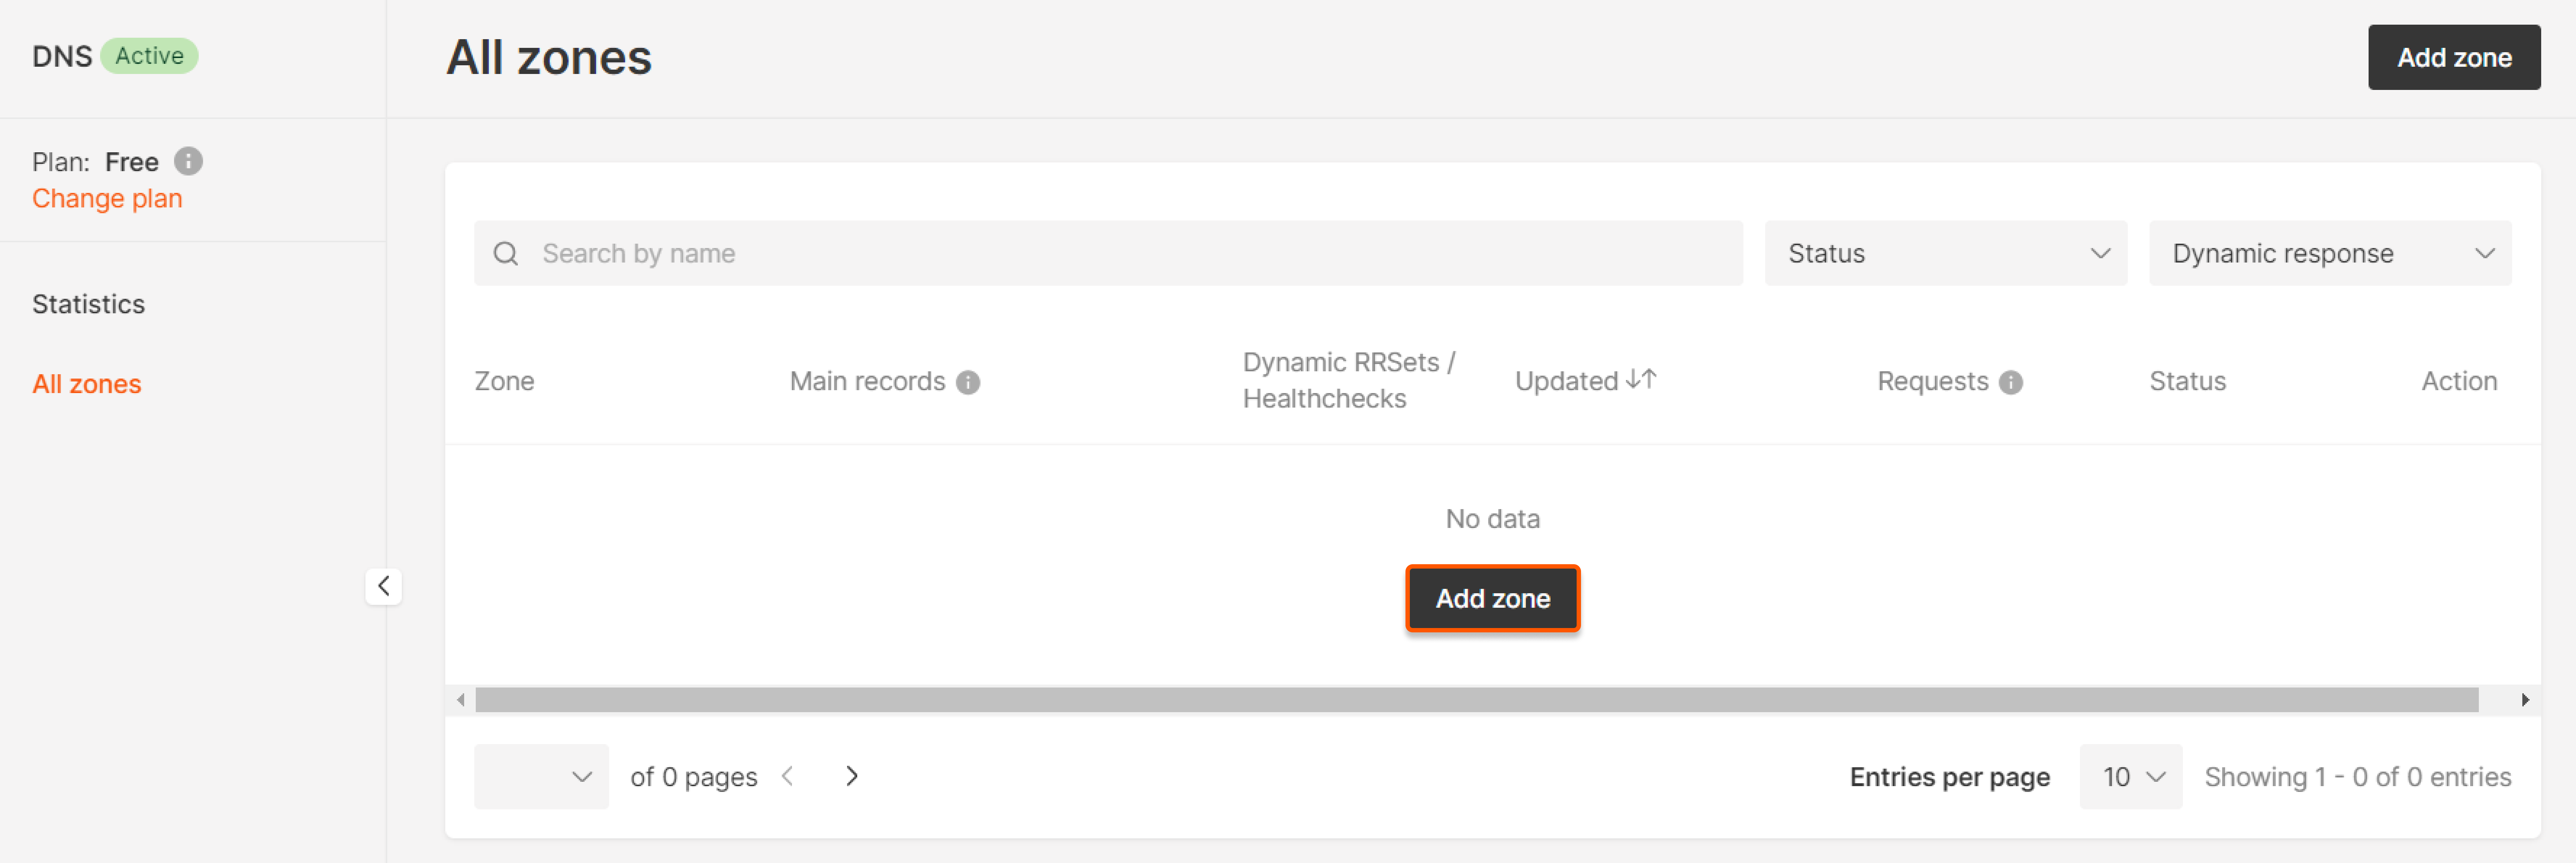 DNS Active
Plan: Free
Change plan
Statistics
All zones
All zones
Add zone
Search by name
Status
Dynamic response
Zone
Main records
Dynamic RRSets /
Healthchecks
Updated
Requests
Status
Action
No data
Add zone
of 0 pages
Entries per page
10
Showing 1 - 0 of 0 entries